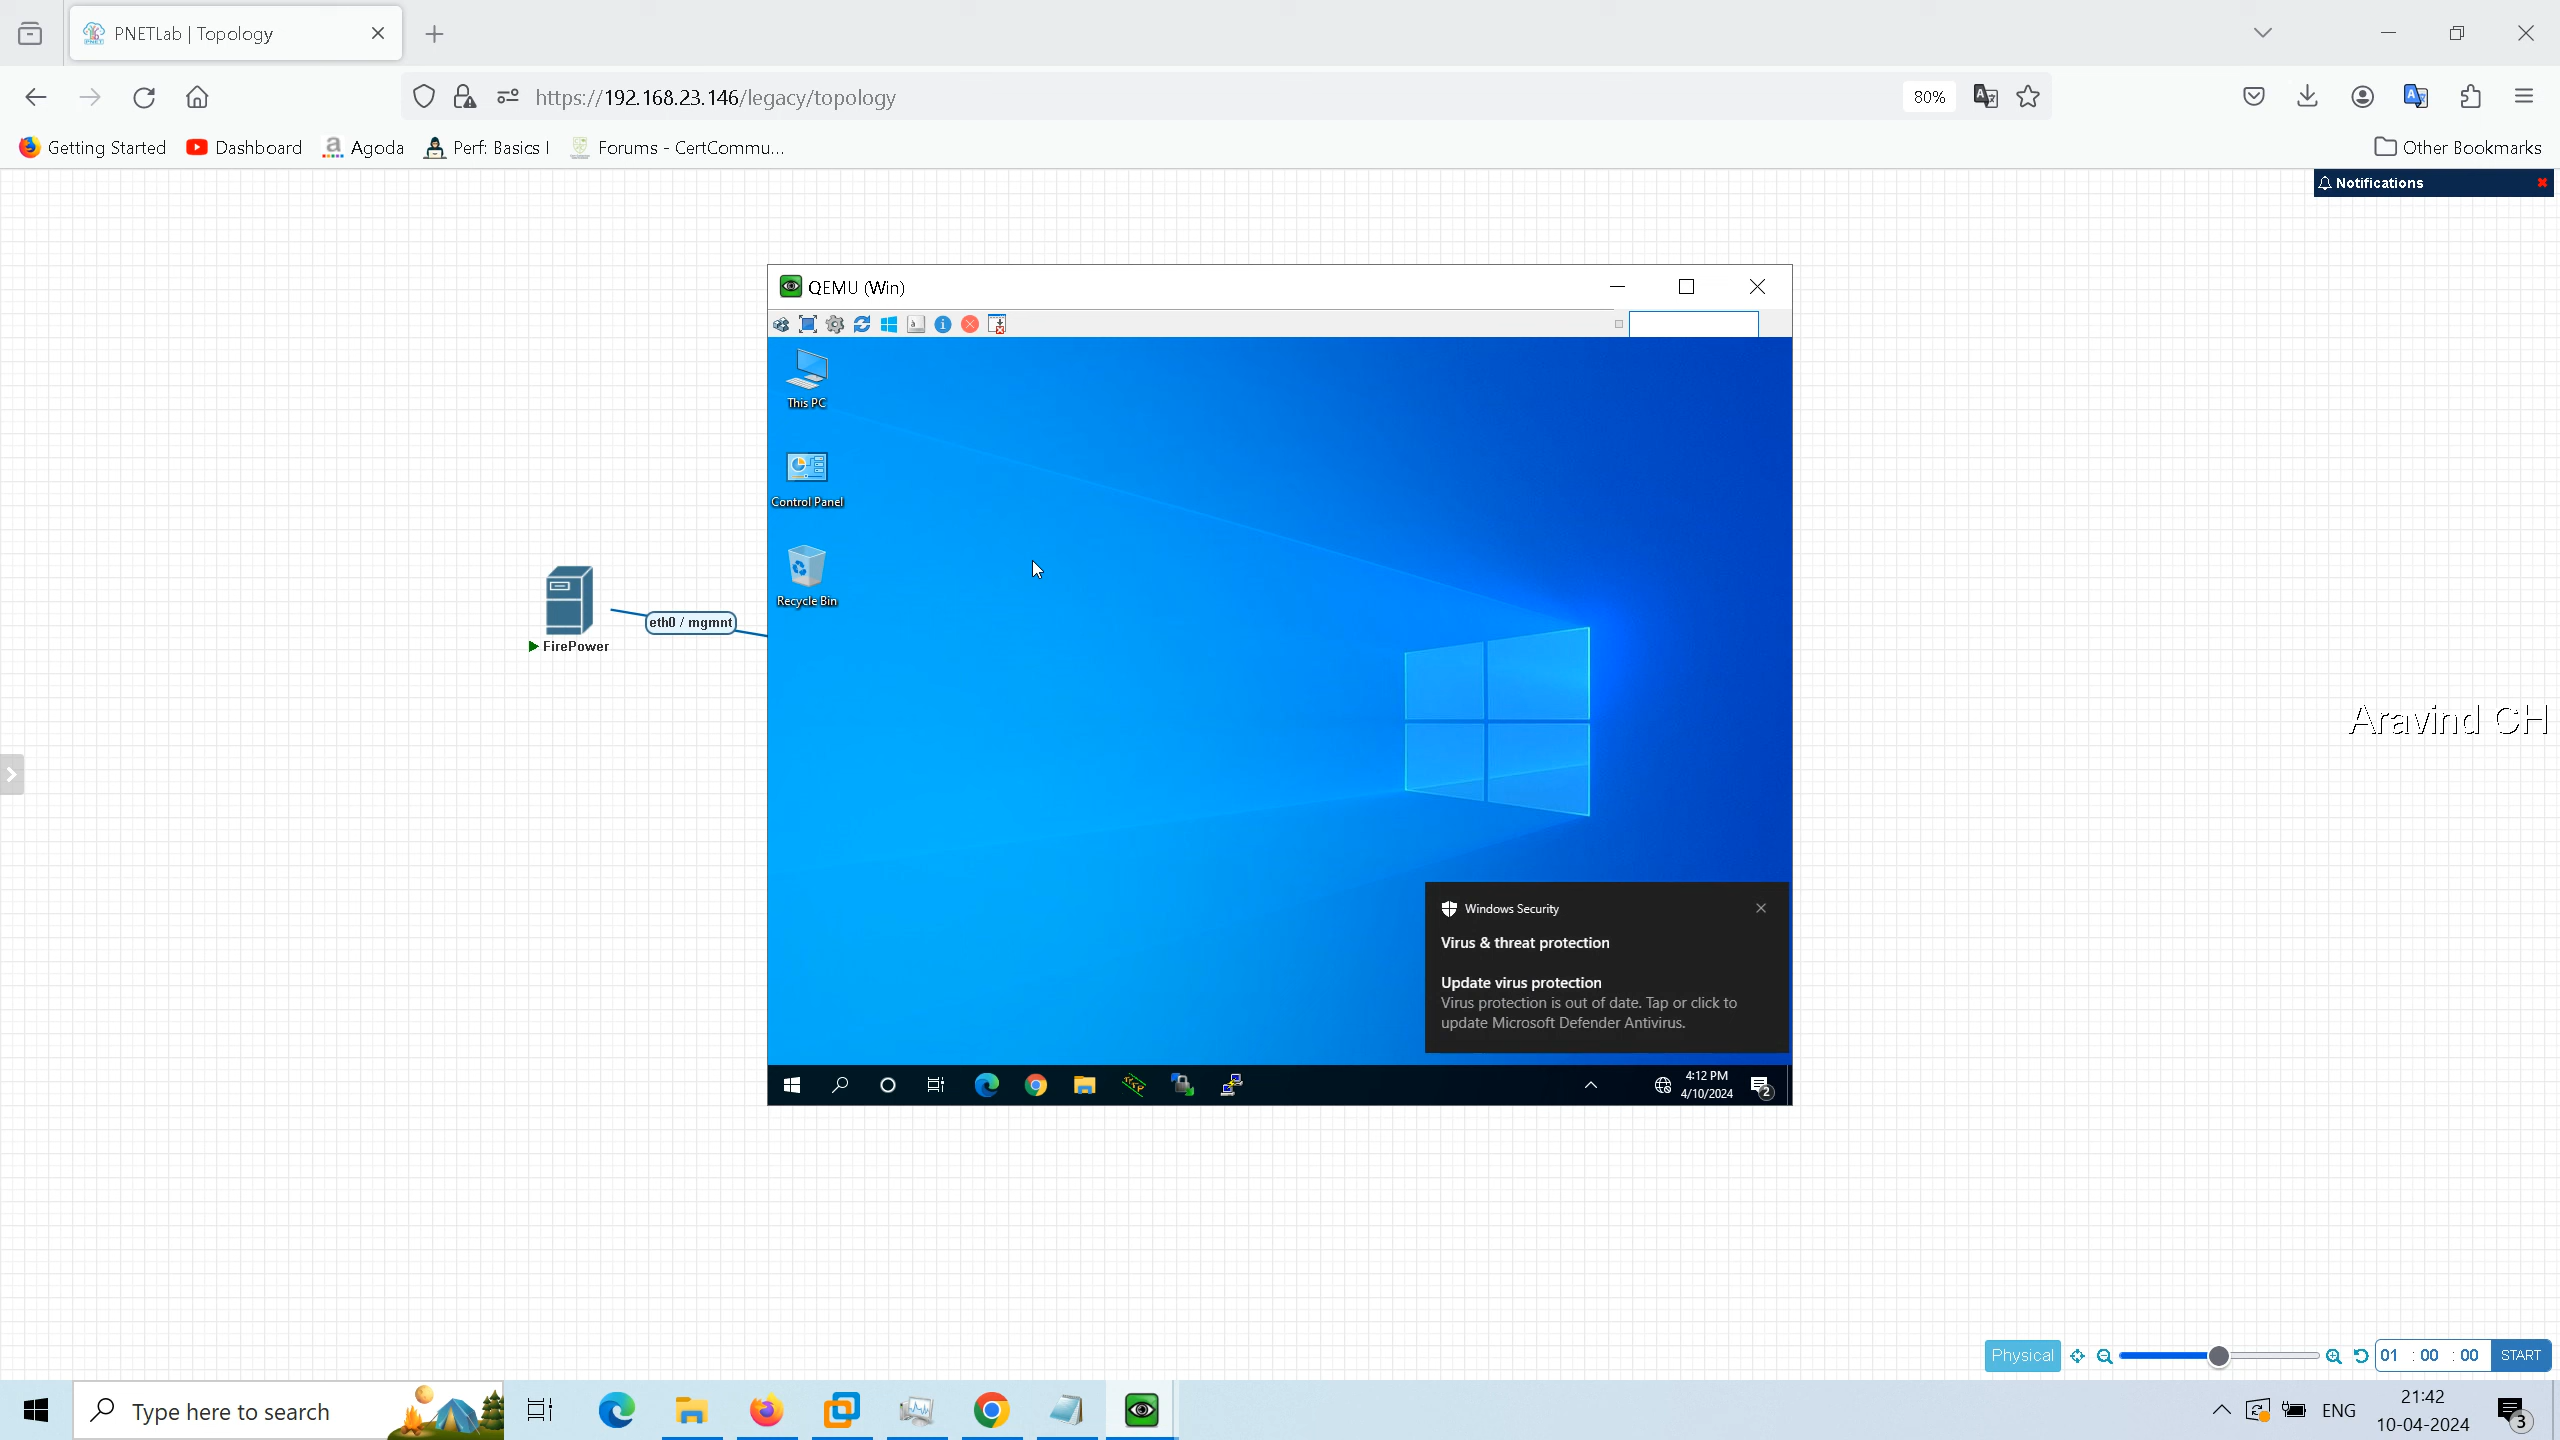 PNETLab | Topology
https://192.168.23.146/legacy/topology
80%
Getting Started
Dashboard
Agoda
Perf: Basics I
Forums - CertCommu...
Other Bookmarks
Notifications
QEMU (Win)
This PC
Control Panel
Recycle Bin
eth0 / mgmnt
FirePower
Aravind CH
Windows Security
Virus & threat protection
Update virus protection
Virus protection is out of date. Tap or click to
update Microsoft Defender Antivirus.
4:12 PM
4/10/2024
2
Physical
01 : 00 : 00
START
Type here to search
ENG
21:42
10-04-2024
3